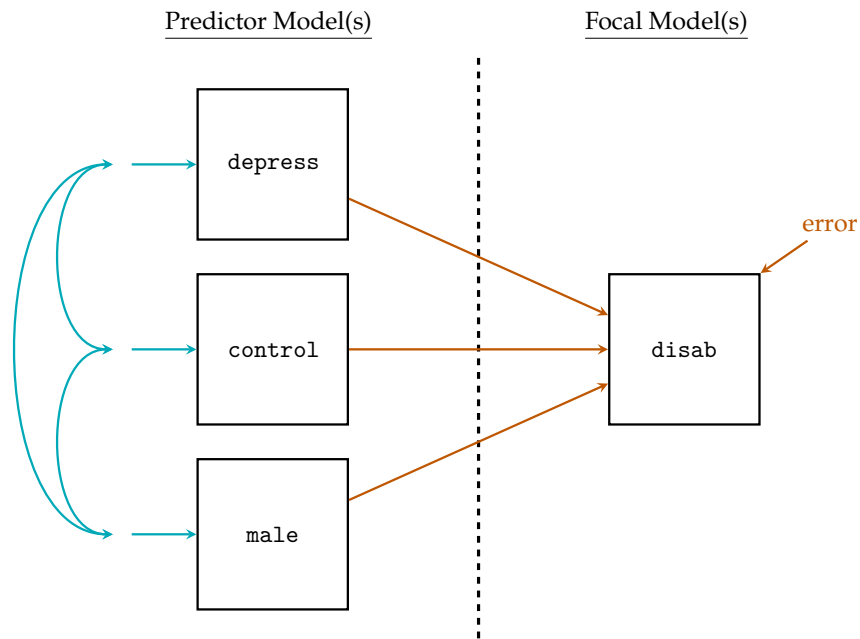 Predictor Model(s)
Focal Model(s)
depress
error
control
disab
male